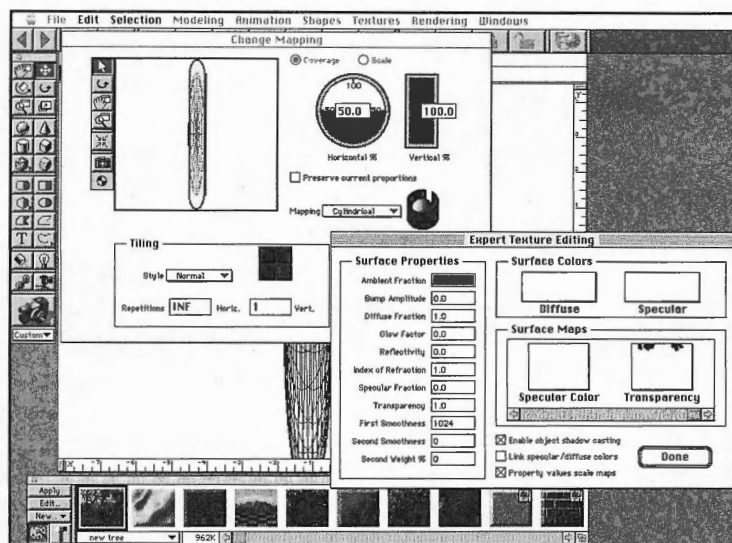 File Edit Selection Modeling Animation Shapes Textures Rendering Windows
Change Mapping
Coverage Scale
100
50.0
100.0
Horizontal % Vertical %
Preserve current proportions
Mapping Cylindrical
Tiling
Style Normal
Repetitions INF Horiz. 1 Vert.
Expert Texture Editing
Surface Properties
Ambient Fraction
Bump Amplitude 0.0
Diffuse Fraction 1.0
Glow Factor 0.0
Reflectivity 0.0
Index of Refraction 1.0
Specular Fraction 0.0
Transparency 1.0
First Smoothness 1024
Second Smoothness 0
Second Weight % 0
Surface Colors
Diffuse Specular
Surface Maps
Specular Color Transparency
Enable object shadow casting
Link specular/diffuse colors
Property values scale maps
Done
Custom
Apply
Edit...
New...
new tree 962K